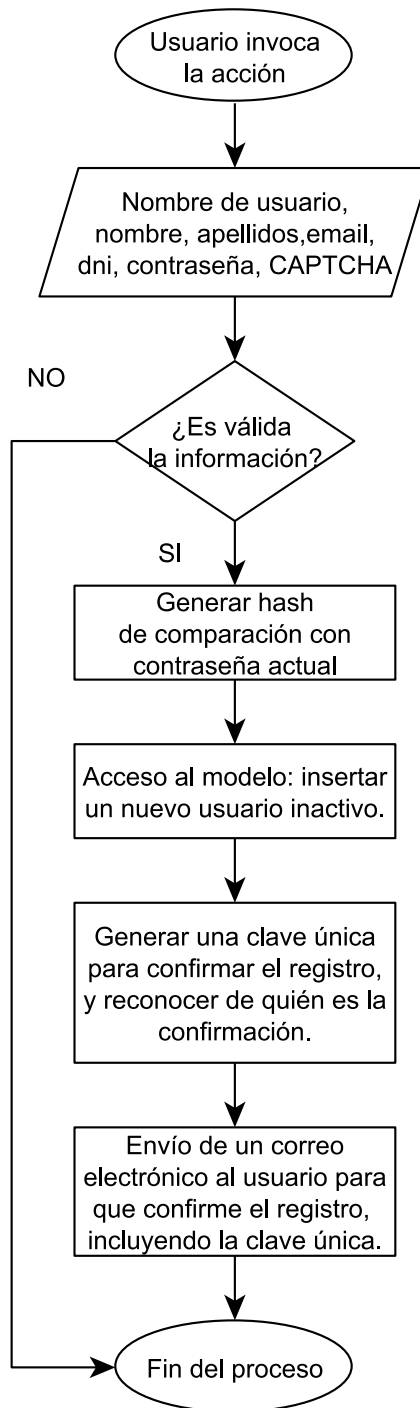 Usuario invoca
la acción
Nombre de usuario,
nombre, apellidos,email,
dni, contraseña, CAPTCHA
NO
¿Es válida
la información?
SI
Generar hash
de comparación con
contraseña actual
Acceso al modelo: insertar
un nuevo usuario inactivo.
Generar una clave única
para confirmar el registro,
y reconocer de quién es la
confirmación.
Envío de un correo
electrónico al usuario para
que confirme el registro,
incluyendo la clave única.
Fin del proceso